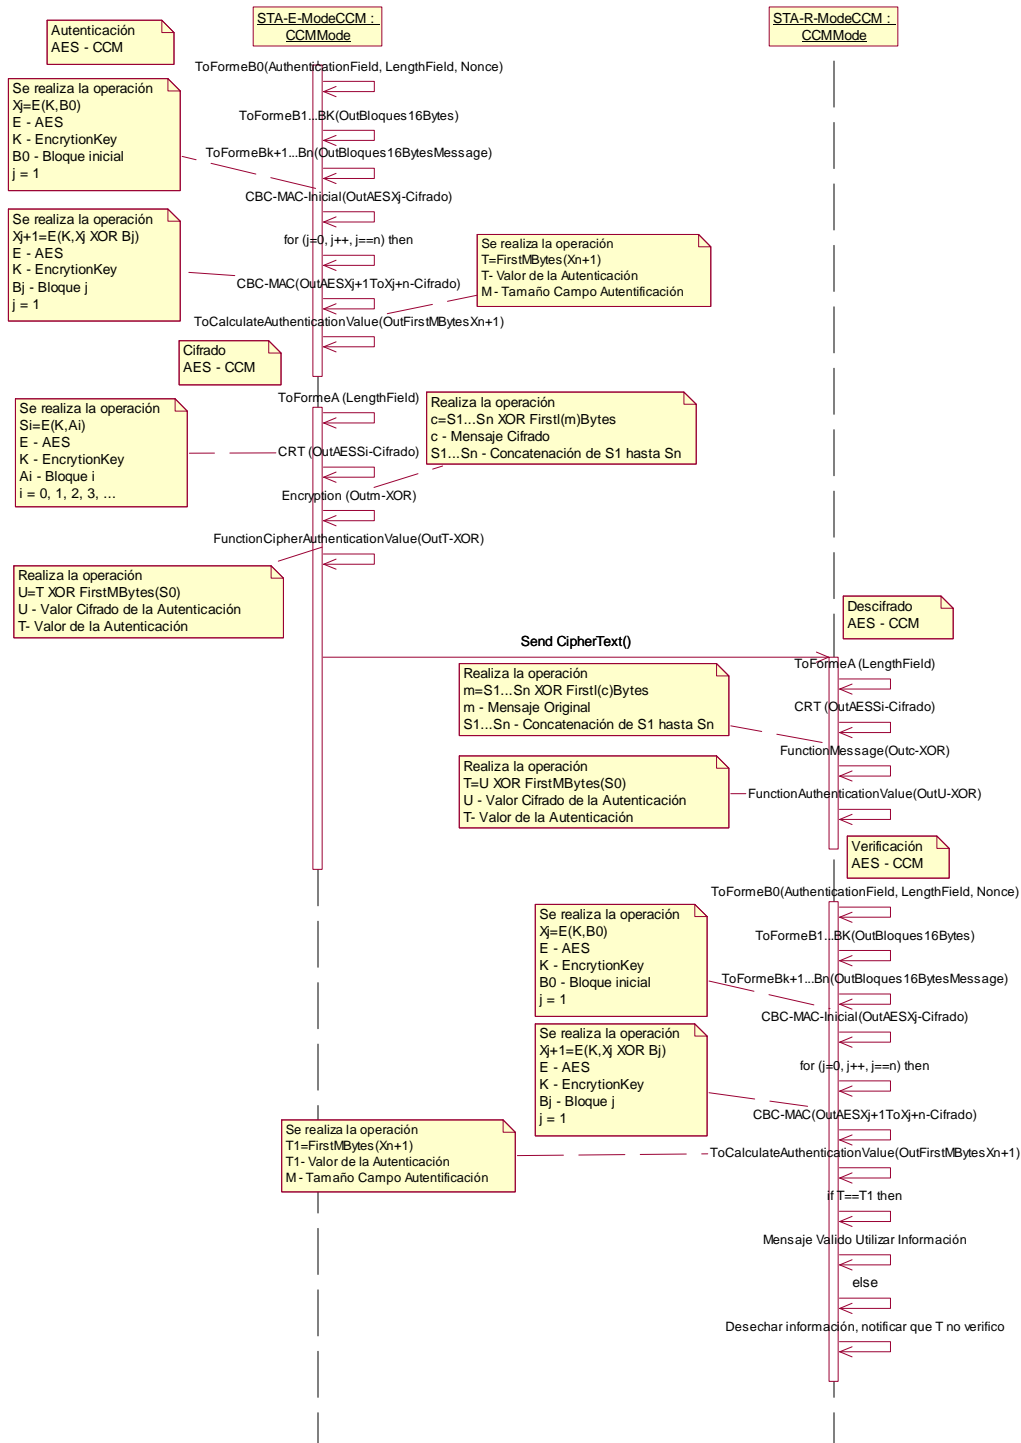 STA-E-ModeCCM :
CCMMode
STA-R-ModeCCM :
CCMMode
Autenticación
AES - CCM
ToFormeB0(AuthenticationField, LengthField, Nonce)
Se realiza la operación
Xj=E(K,B0)
E - AES
K - EncrytionKey
B0 - Bloque inicial
j = 1
ToFormeB1...BK(OutBloques16Bytes)
ToFormeBk+1...Bn(OutBloques16BytesMessage)
CBC-MAC-Inicial(OutAESXj-Cifrado)
Se realiza la operación
Xj+1=E(K,Xj XOR Bj)
E - AES
K - EncrytionKey
Bj - Bloque j
j = 1
for (j=0, j++, j==n) then
Se realiza la operación
T=FirstMBytes(Xn+1)
T- Valor de la Autenticación
M - Tamaño Campo Autentificación
CBC-MAC(OutAESXj+1ToXj+n-Cifrado)
ToCalculateAuthenticationValue(OutFirstMBytesXn+1)
Cifrado
AES - CCM
ToFormeA (LengthField)
Se realiza la operación
Si=E(K,Ai)
E - AES
K - EncrytionKey
Ai - Bloque i
i = 0, 1, 2, 3, ...
Realiza la operación
c=S1...Sn XOR Firstl(m)Bytes
c - Mensaje Cifrado
S1...Sn - Concatenación de S1 hasta Sn
CRT (OutAESSi-Cifrado)
Encryption (Outm-XOR)
FunctionCipherAuthenticationValue(OutT-XOR)
Realiza la operación
U=T XOR FirstMBytes(S0)
U - Valor Cifrado de la Autenticación
T- Valor de la Autenticación
Descifrado
AES - CCM
Send CipherText()
ToFormeA (LengthField)
Realiza la operación
m=S1...Sn XOR Firstl(c)Bytes
m - Mensaje Original
S1...Sn - Concatenación de S1 hasta Sn
CRT (OutAESSi-Cifrado)
FunctionMessage(Outc-XOR)
Realiza la operación
T=U XOR FirstMBytes(S0)
U - Valor Cifrado de la Autenticación
T- Valor de la Autenticación
FunctionAuthenticationValue(OutU-XOR)
Verificación
AES - CCM
ToFormeB0(AuthenticationField, LengthField, Nonce)
Se realiza la operación
Xj=E(K,B0)
E - AES
K - EncrytionKey
B0 - Bloque inicial
j = 1
ToFormeB1...BK(OutBloques16Bytes)
ToFormeBk+1...Bn(OutBloques16BytesMessage)
CBC-MAC-Inicial(OutAESXj-Cifrado)
Se realiza la operación
Xj+1=E(K,Xj XOR Bj)
E - AES
K - EncrytionKey
Bj - Bloque j
j = 1
for (j=0, j++, j==n) then
CBC-MAC(OutAESXj+1ToXj+n-Cifrado)
Se realiza la operación
T1=FirstMBytes(Xn+1)
T1- Valor de la Autenticación
M - Tamaño Campo Autentificación
ToCalculateAuthenticationValue(OutFirstMBytesXn+1)
if T==T1 then
Mensaje Valido Utilizar Información
else
Desechar información, notificar que T no verifico